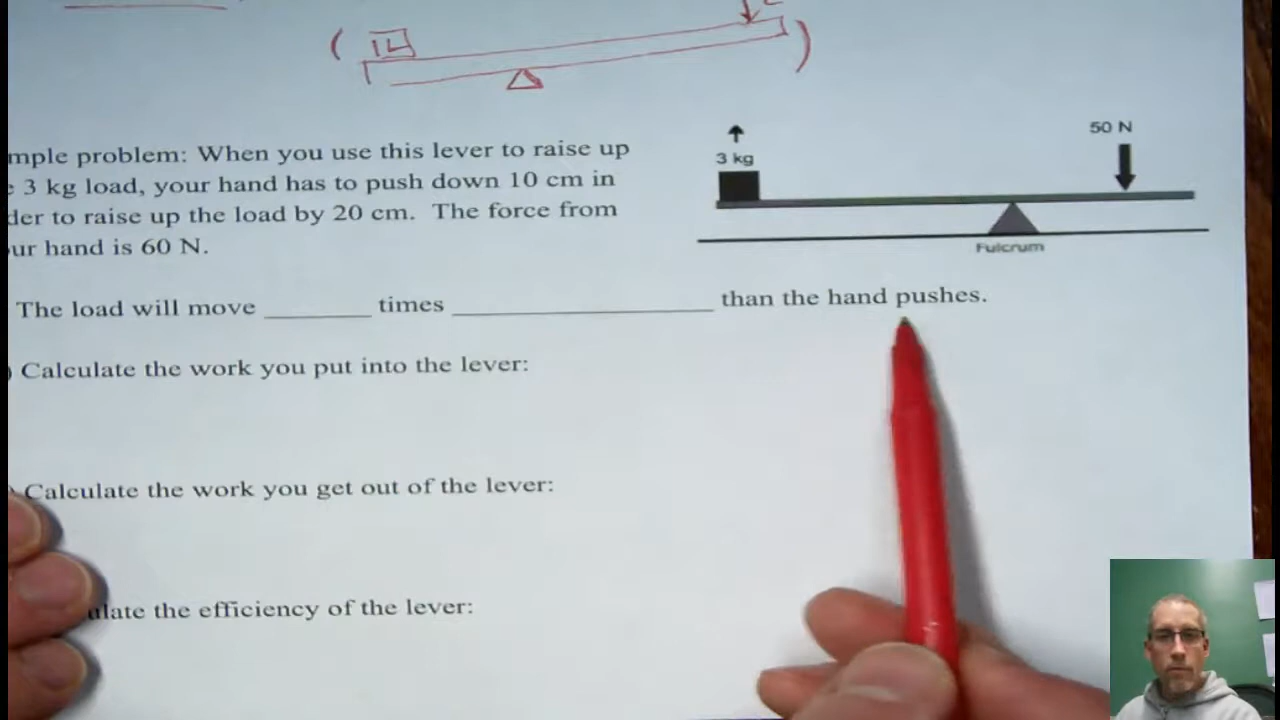 mple problem: When you use this lever to raise up
3 kg load, your hand has to push down 10 cm in
der to raise up the load by 20 cm. The force from
ur hand is 60 N.
3 kg
50 N
Fulcrum
The load will move ______ times ______________ than the hand pushes.
) Calculate the work you put into the lever:
Calculate the work you get out of the lever:
ulate the efficiency of the lever: